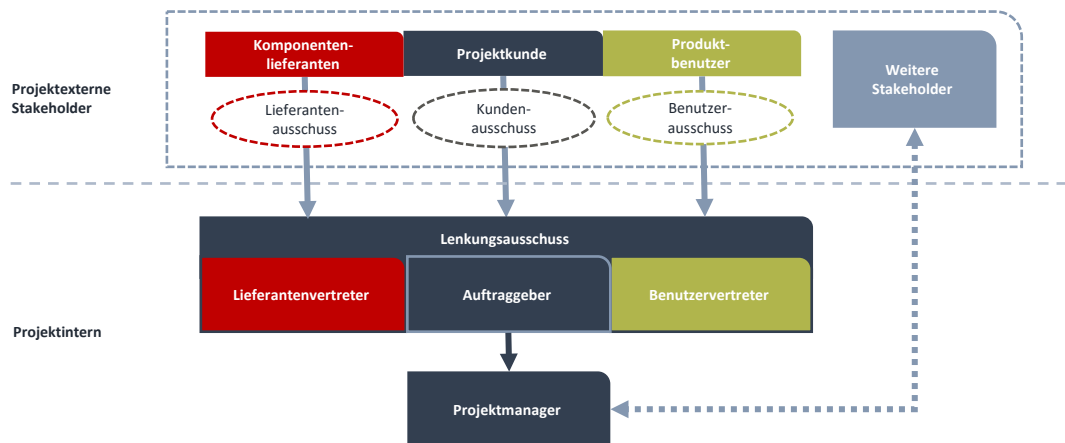 Komponenten-
lieferanten
Projektkunde
Produkt-
benutzer
Weitere
Stakeholder
Projektexterne
Stakeholder
Lieferanten-
ausschuss
Kunden-
ausschuss
Benutzer-
ausschuss
Lenkungsausschuss
Lieferantenvertreter
Auftraggeber
Benutzervertreter
Projektintern
Projektmanager